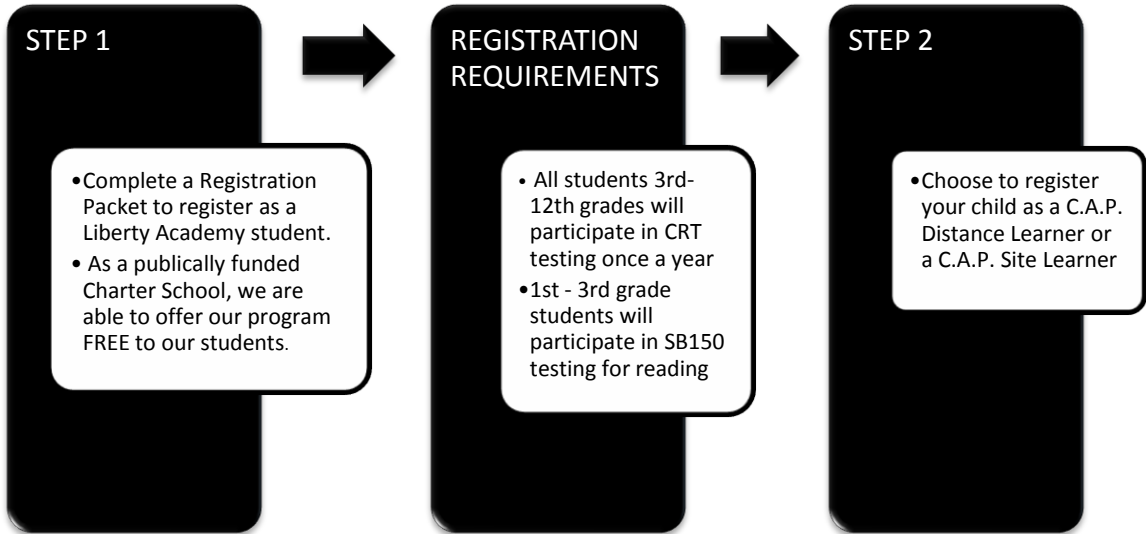 STEP 1
•Complete a Registration
Packet to register as a
Liberty Academy student.
• As a publically funded
Charter School, we are
able to offer our program
FREE to our students.
REGISTRATION
REQUIREMENTS
• All students 3rd-
12th grades will
participate in CRT
testing once a year
•1st - 3rd grade
students will
participate in SB150
testing for reading
STEP 2
•Choose to register
your child as a C.A.P.
Distance Learner or
a C.A.P. Site Learner